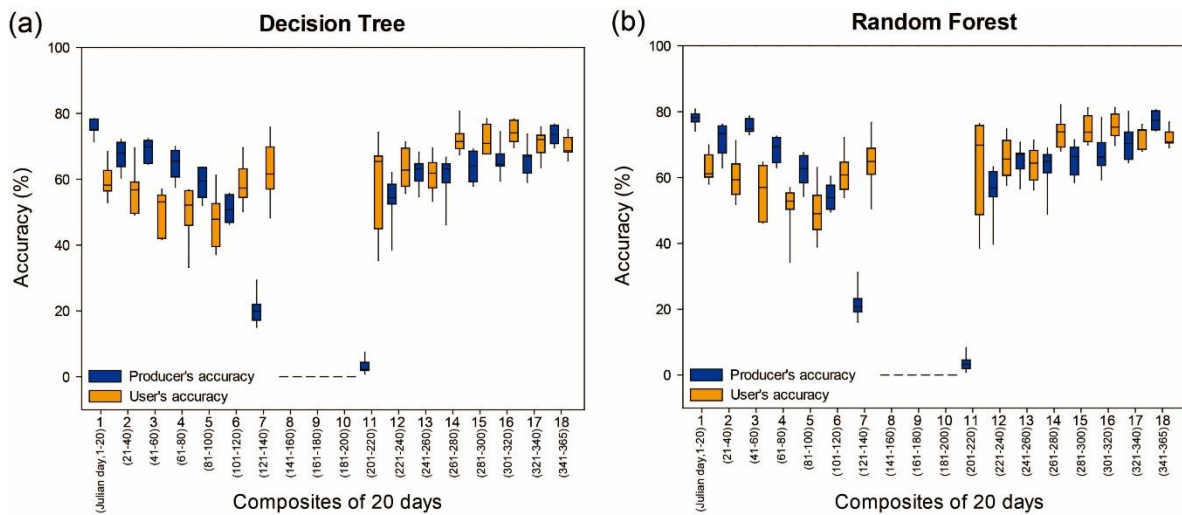 (a)
Decision Tree
Accuracy (%)
100
80
60
40
20
0
Producer's accuracy
User's accuracy
1 2 3 4 5 6 7 8 9 10 11 12 13 14 15 16 17 18
(Julian day,1-20) (21-40) (41-60) (61-80) (81-100) (101-120) (121-140) (141-160) (161-180) (181-200) (201-220) (221-240) (241-260) (261-280) (281-300) (301-320) (321-340) (341-365)
Composites of 20 days
(b)
Random Forest
Accuracy (%)
100
80
60
40
20
0
Producer's accuracy
User's accuracy
1 2 3 4 5 6 7 8 9 10 11 12 13 14 15 16 17 18
(Julian day,1-20) (21-40) (41-60) (61-80) (81-100) (101-120) (121-140) (141-160) (161-180) (181-200) (201-220) (221-240) (241-260) (261-280) (281-300) (301-320) (321-340) (341-365)
Composites of 20 days